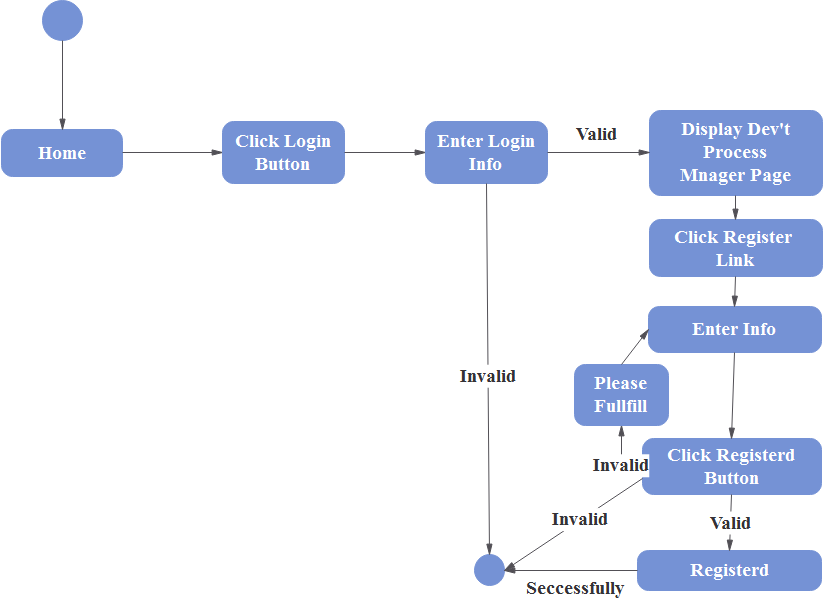 Home
Click Login
Button
Enter Login
Info
Valid
Display Dev't
Process
Mnager Page
Click Register
Link
Enter Info
Invalid
Please
Fullfill
Invalid
Click Registerd
Button
Invalid
Valid
Registerd
Seccessfully